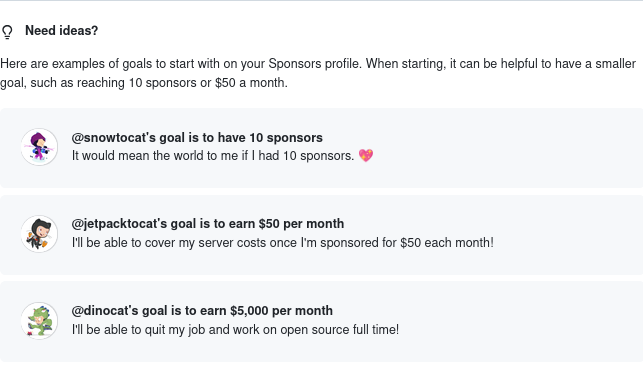 Need ideas?
Here are examples of goals to start with on your Sponsors profile. When starting, it can be helpful to have a smaller
goal, such as reaching 10 sponsors or $50 a month.
@snowtocat's goal is to have 10 sponsors
It would mean the world to me if I had 10 sponsors. 💖
@jetpacktocat's goal is to earn $50 per month
I'll be able to cover my server costs once I'm sponsored for $50 each month!
@dinocat's goal is to earn $5,000 per month
I'll be able to quit my job and work on open source full time!